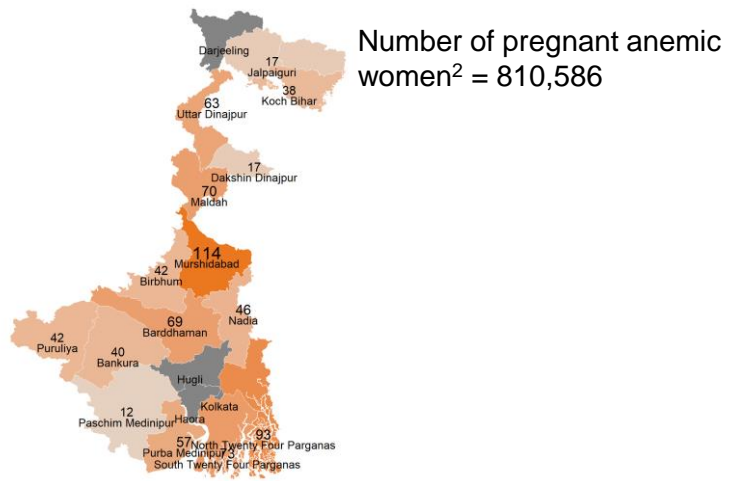 Number of pregnant anemic
women² = 810,586
Darjeeling
17
Jalpaiguri
38
Koch Bihar
63
Uttar Dinajpur
17
Dakshin Dinajpur
70
Maldah
114
Murshidabad
42
Birbhum
46
Nadia
69
Barddhaman
42
Puruliya
40
Bankura
Hugli
12
Paschim Medinipur
Haora
Kolkata
57
Purba Medinipur
93
North Twenty Four Parganas
73
South Twenty Four Parganas